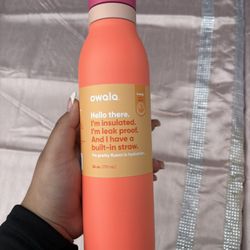 owala
Hello there.
I'm insulated.
I'm leak proof.
And I have a
built-in straw.